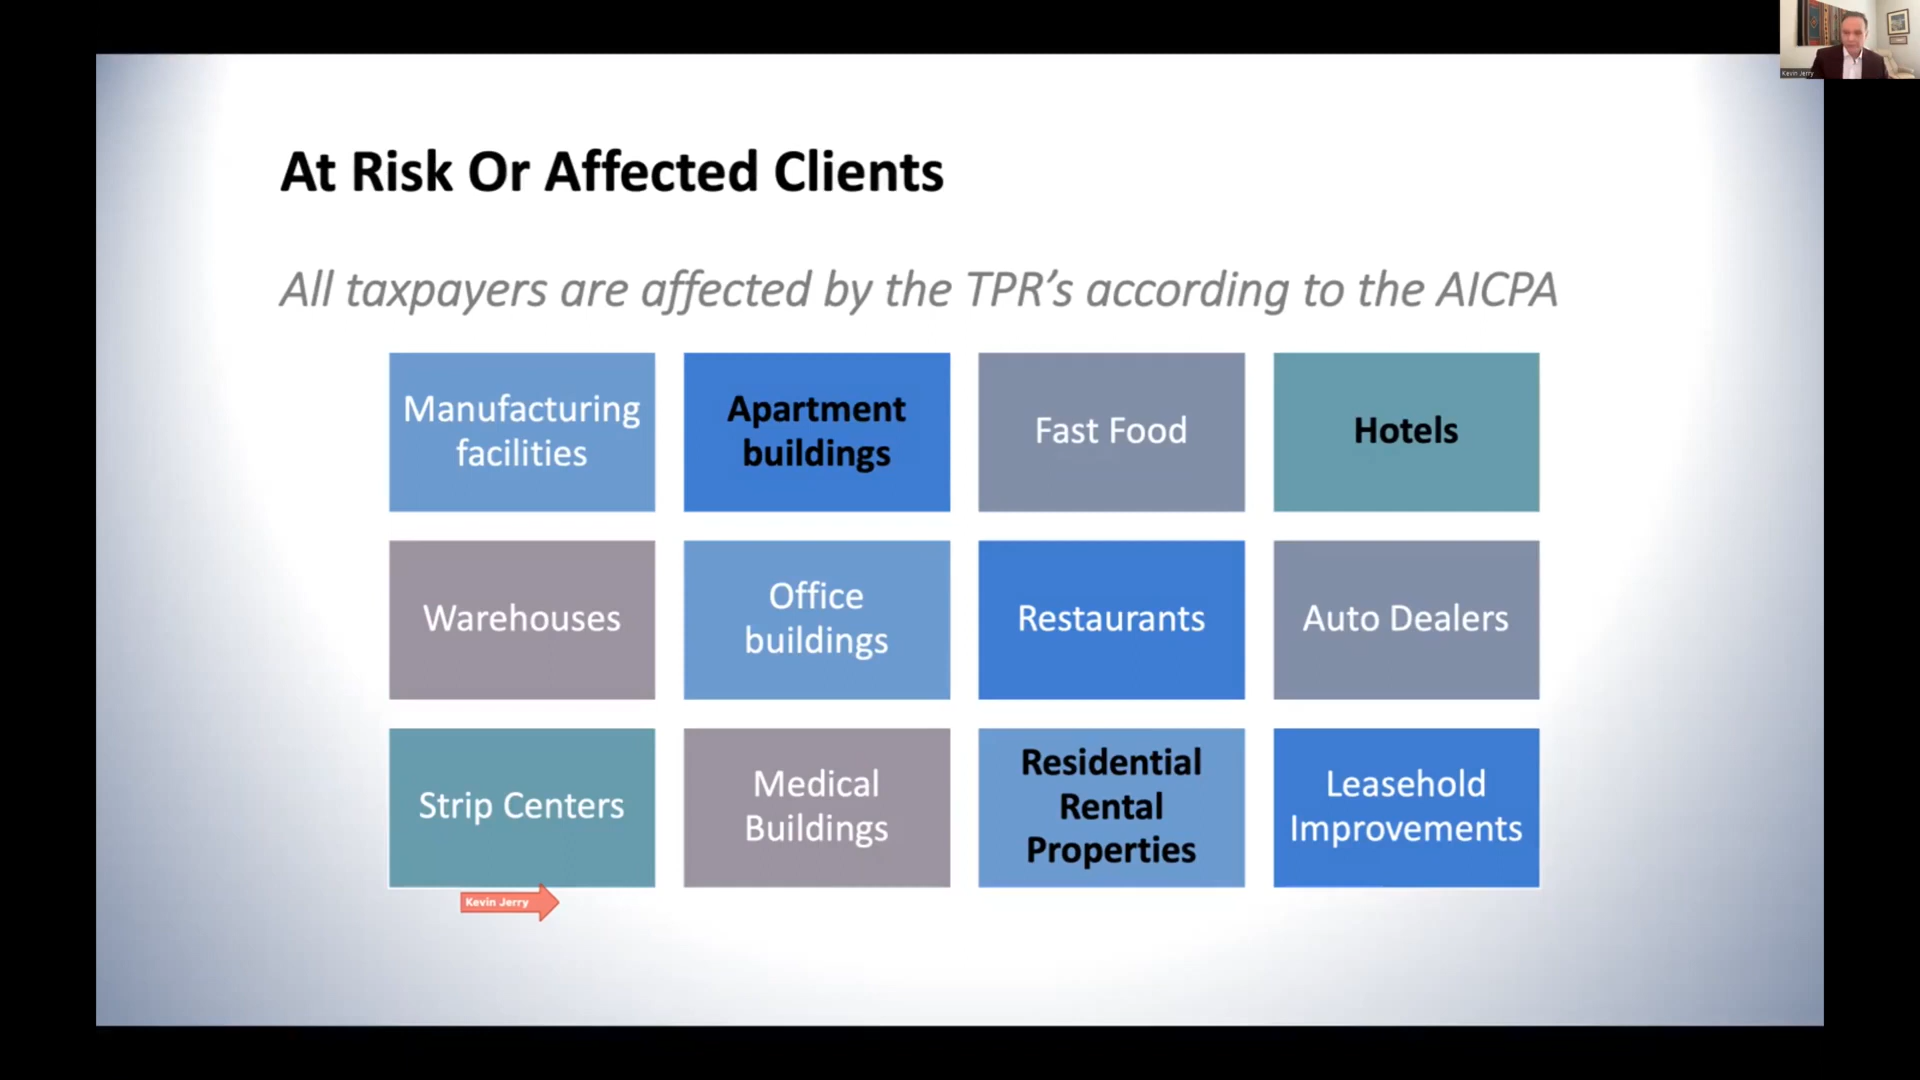 Kevin Jerry
At Risk Or Affected Clients
All taxpayers are affected by the TPR’s according to the AICPA
Manufacturing
facilities
Apartment
buildings
Fast Food
Hotels
Warehouses
Office
buildings
Restaurants
Auto Dealers
Strip Centers
Medical
Buildings
Residential
Rental
Properties
Leasehold
Improvements
Kevin Jerry